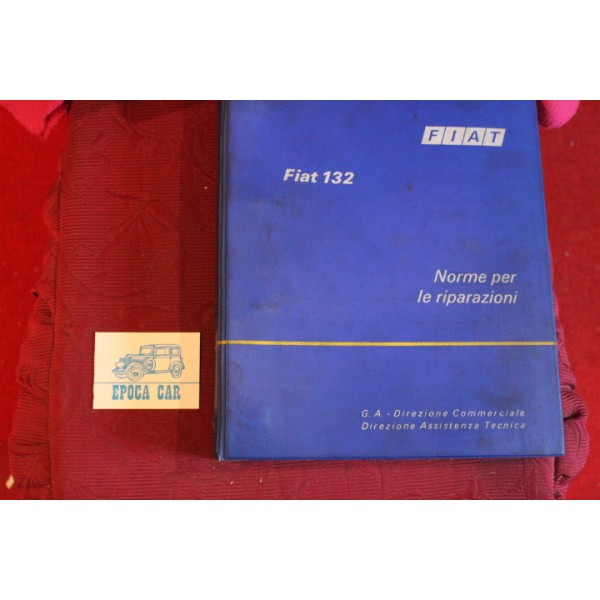 FIAT
Fiat 132
Norme per
le riparazioni
EPOCA CAR
G. A. - Direzione Commerciale
Direzione Assistenza Tecnica